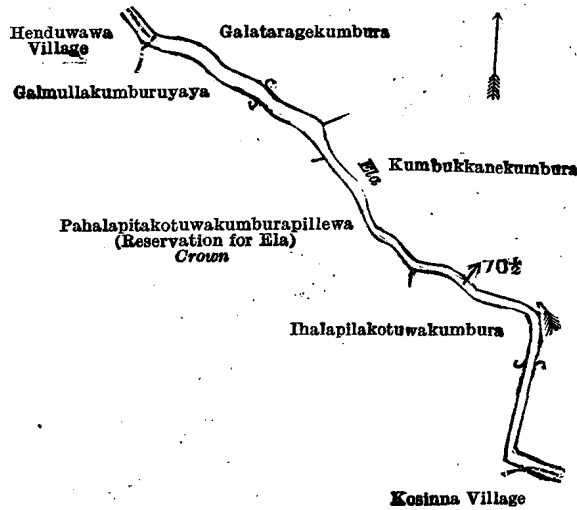 Henduwawa
Village
Galataragekumbura
Galmullakumburuyaya
Ela
Kumbukkanekumbura
Pahalapitakotuwakumburapillewa
(Reservation for Ela)
Crown
70½
Ihalapilakotuwakumbura
Kosinna Village